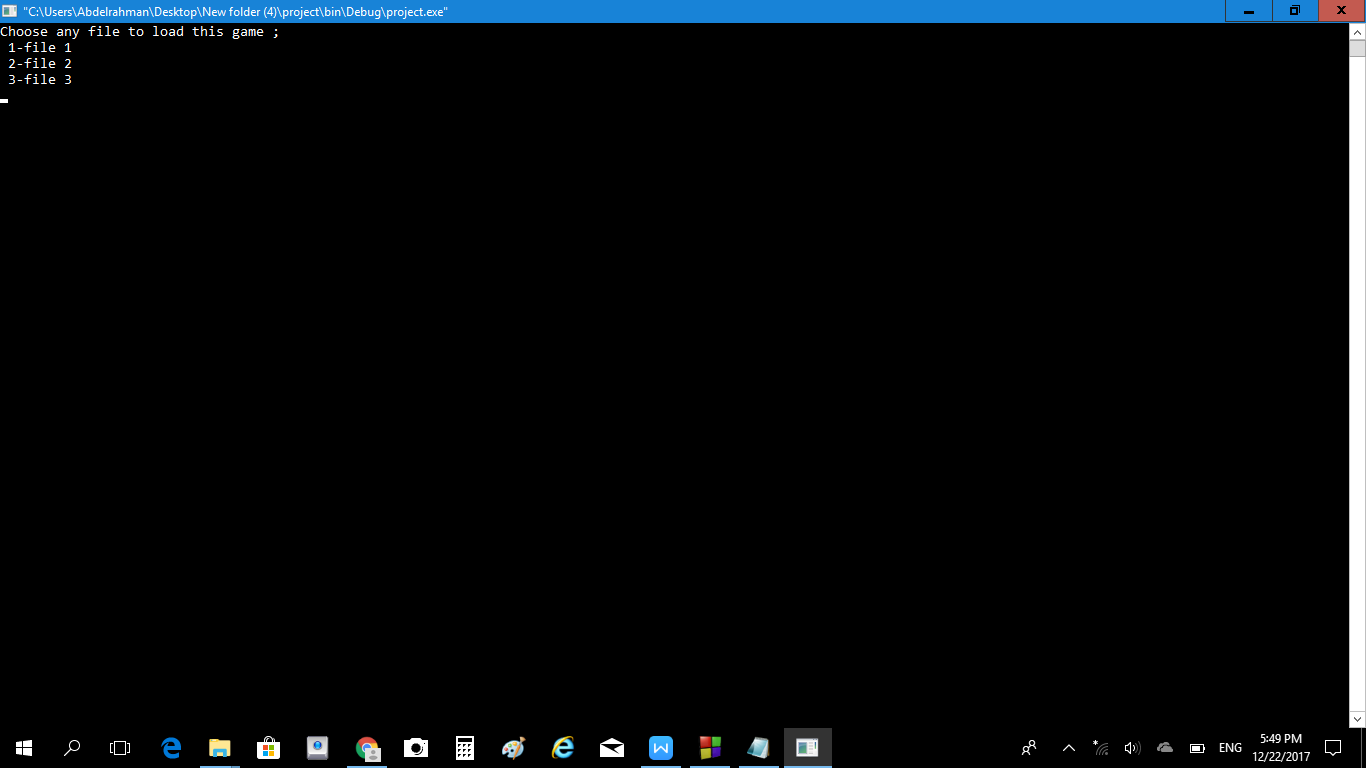 "C:\Users\Abdelrahman\Desktop\New folder (4)\project\bin\Debug\project.exe"
Choose any file to load this game ;
1-file 1
2-file 2
3-file 3
ENG
5:49 PM
12/22/2017